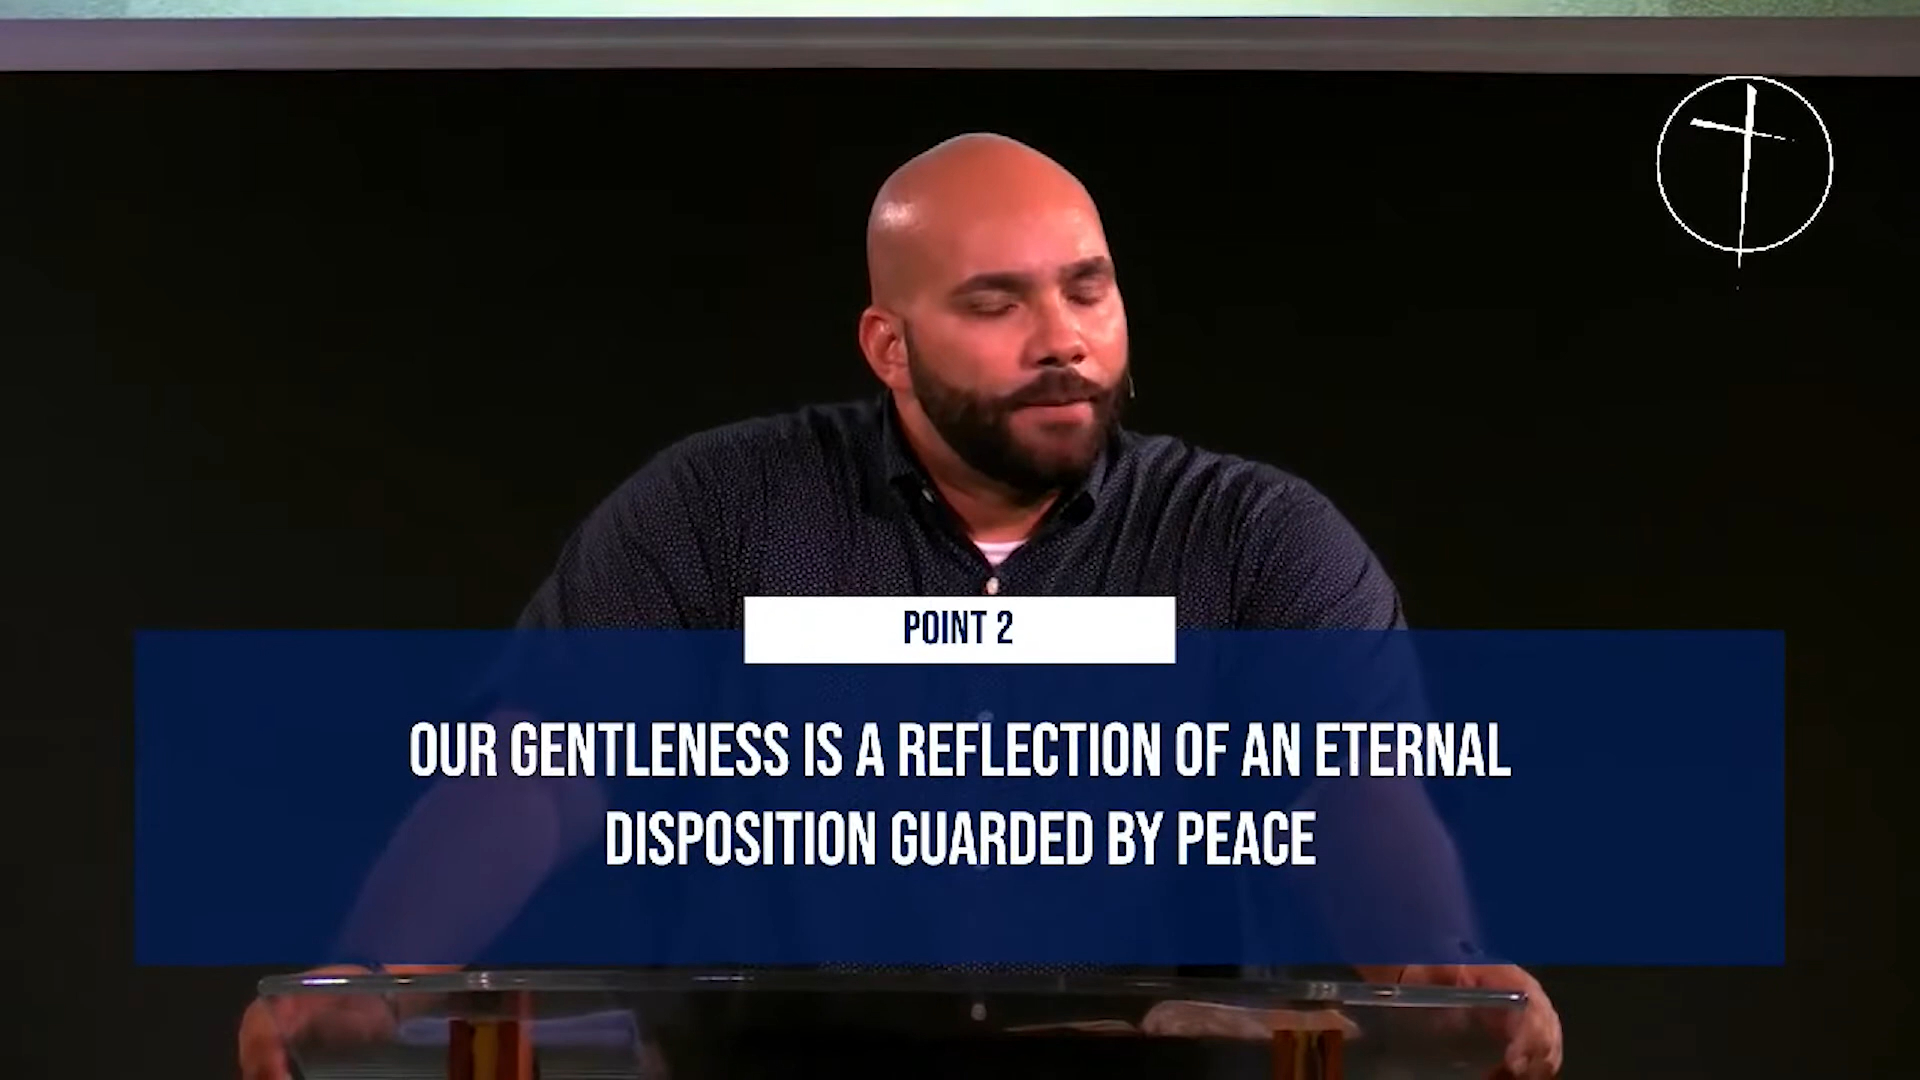 POINT 2
OUR GENTLENESS IS A REFLECTION OF AN ETERNAL
DISPOSITION GUARDED BY PEACE